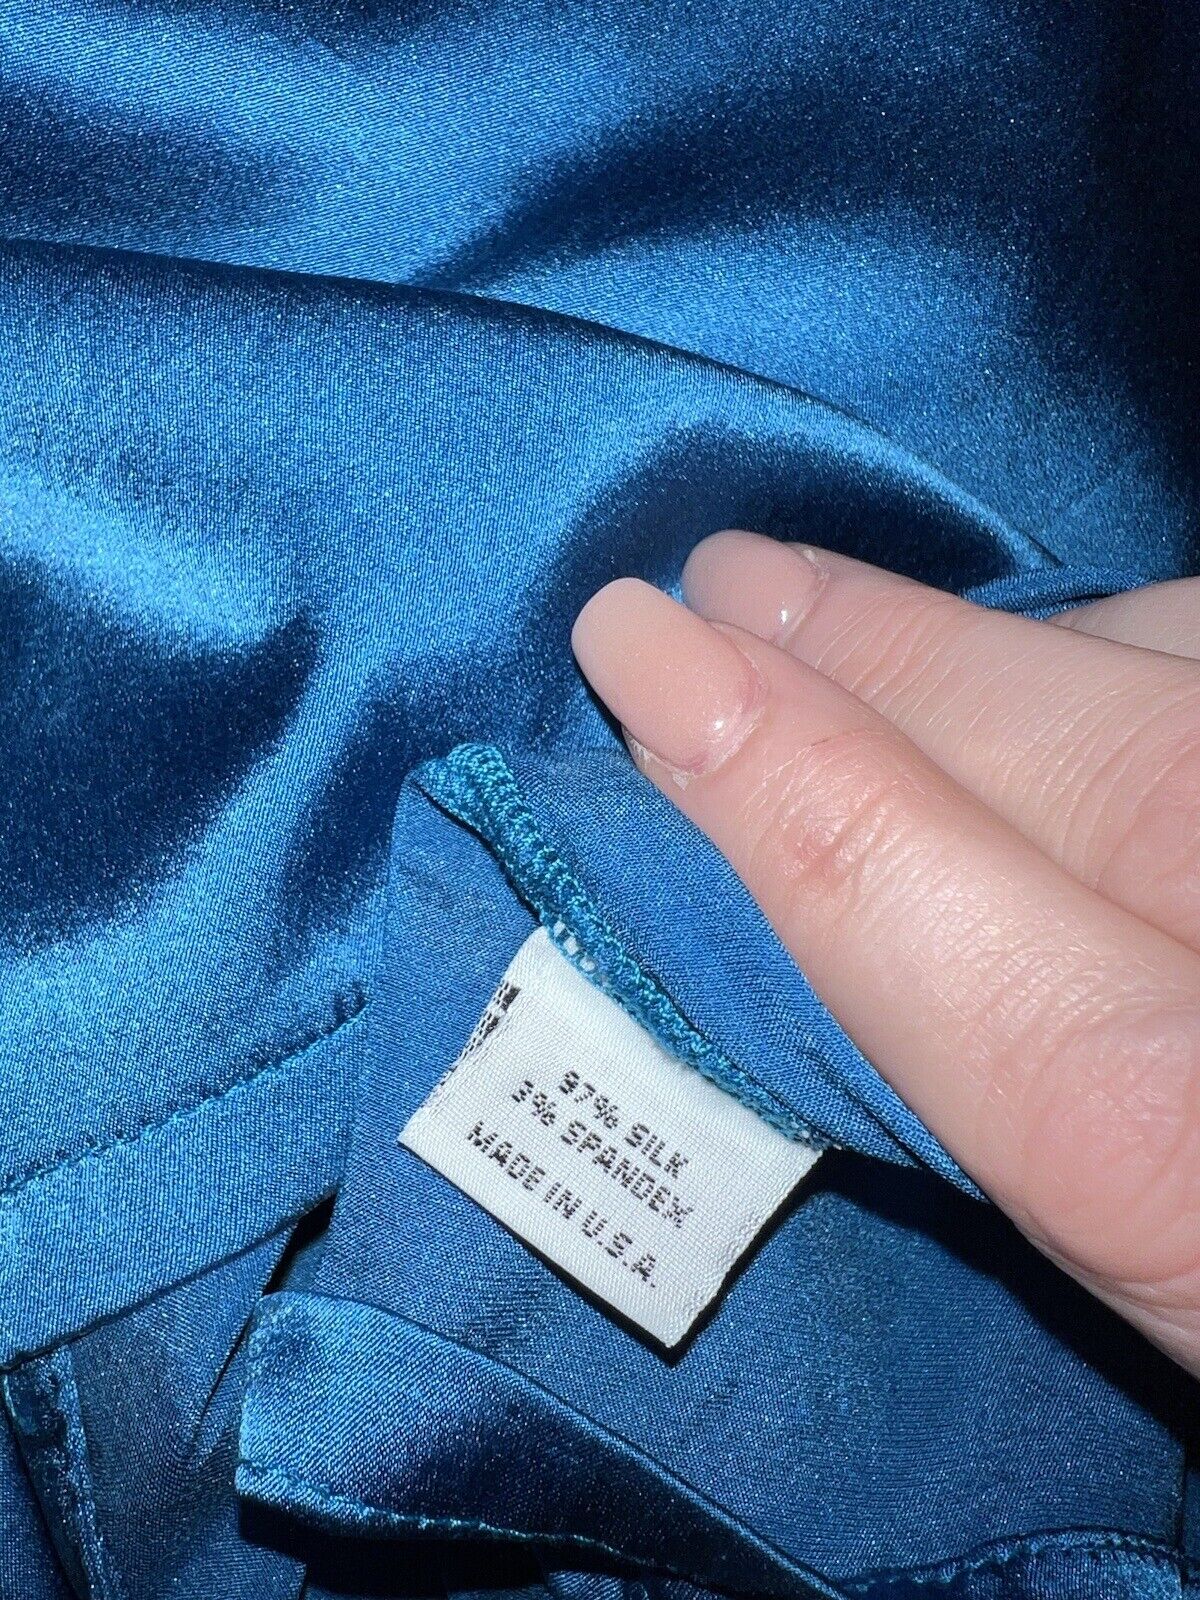 97% SILK
3% SPANDEX
MADE IN U.S.A.